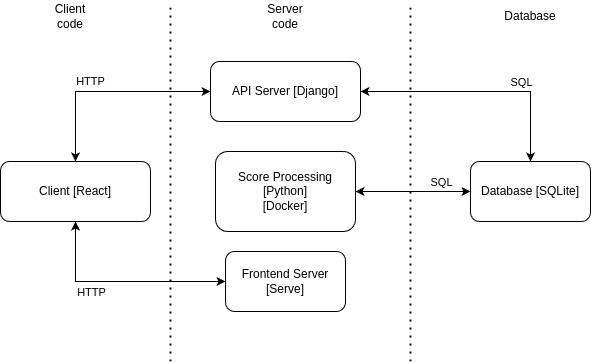 Client
code
Server
code
Database
HTTP
SQL
API Server [Django]
Client [React]
Score Processing
[Python]
[Docker]
SQL
Database [SQLite]
Frontend Server
[Serve]
HTTP